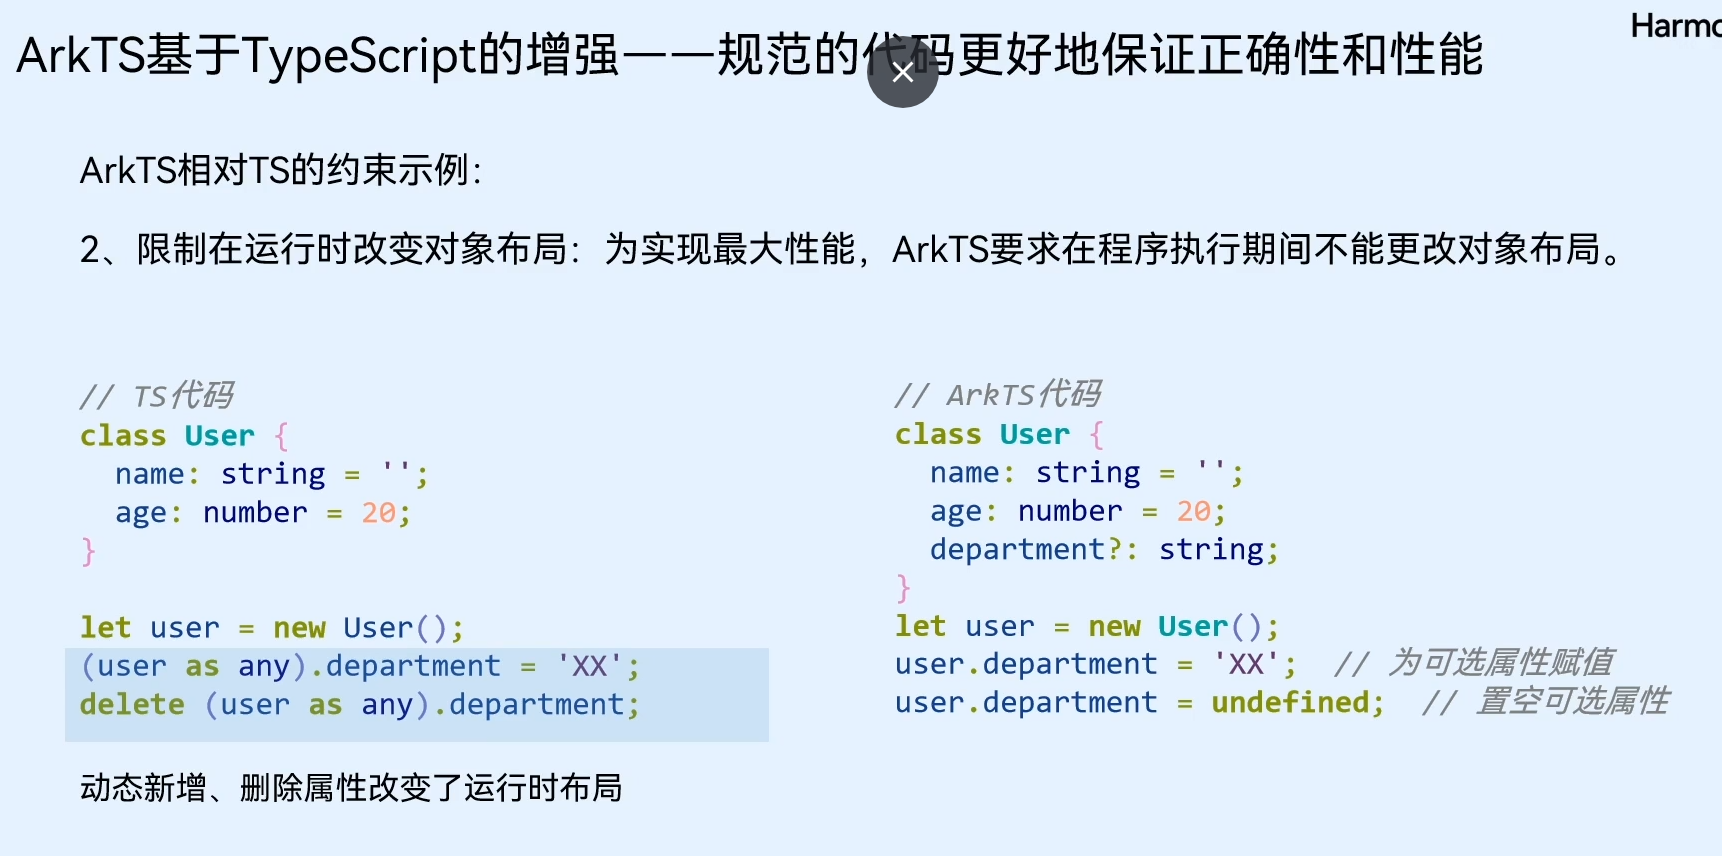 Harmo
ArkTS基于TypeScript的增强——规范的代码更好地保证正确性和性能
ArkTS相对TS的约束示例：
2、限制在运行时改变对象布局：为实现最大性能，ArkTS要求在程序执行期间不能更改对象布局。
// TS代码
class User {
  name: string = '';
  age: number = 20;
}
let user = new User();
(user as any).department = 'XX';
delete (user as any).department;
动态新增、删除属性改变了运行时布局
// ArkTS代码
class User {
  name: string = '';
  age: number = 20;
  department?: string;
}
let user = new User();
user.department = 'XX';  // 为可选属性赋值
user.department = undefined;  // 置空可选属性